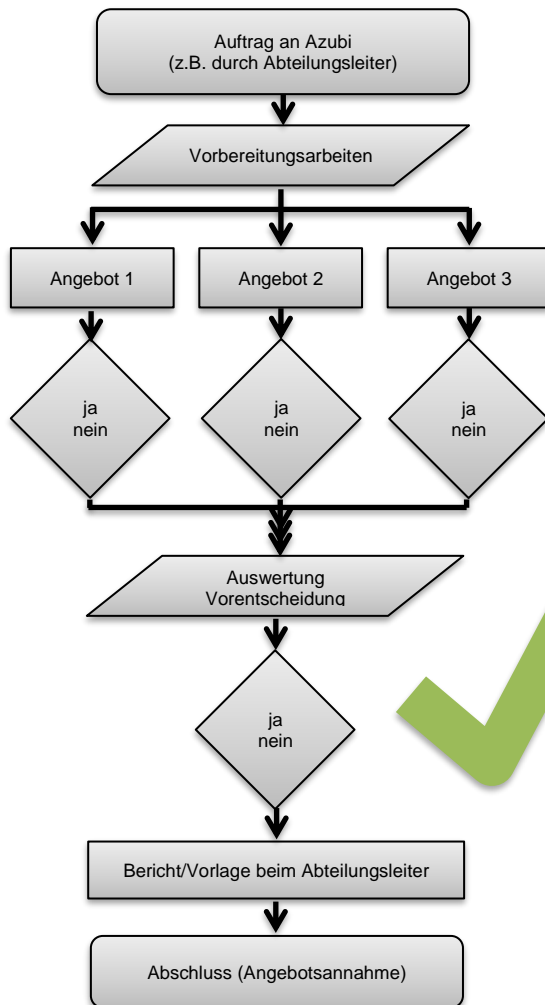 Auftrag an Azubi
(z.B. durch Abteilungsleiter)
Vorbereitungsarbeiten
Angebot 1
Angebot 2
Angebot 3
ja
nein
ja
nein
ja
nein
Auswertung
Vorentscheidung
ja
nein
Bericht/Vorlage beim Abteilungsleiter
Abschluss (Angebotsannahme)